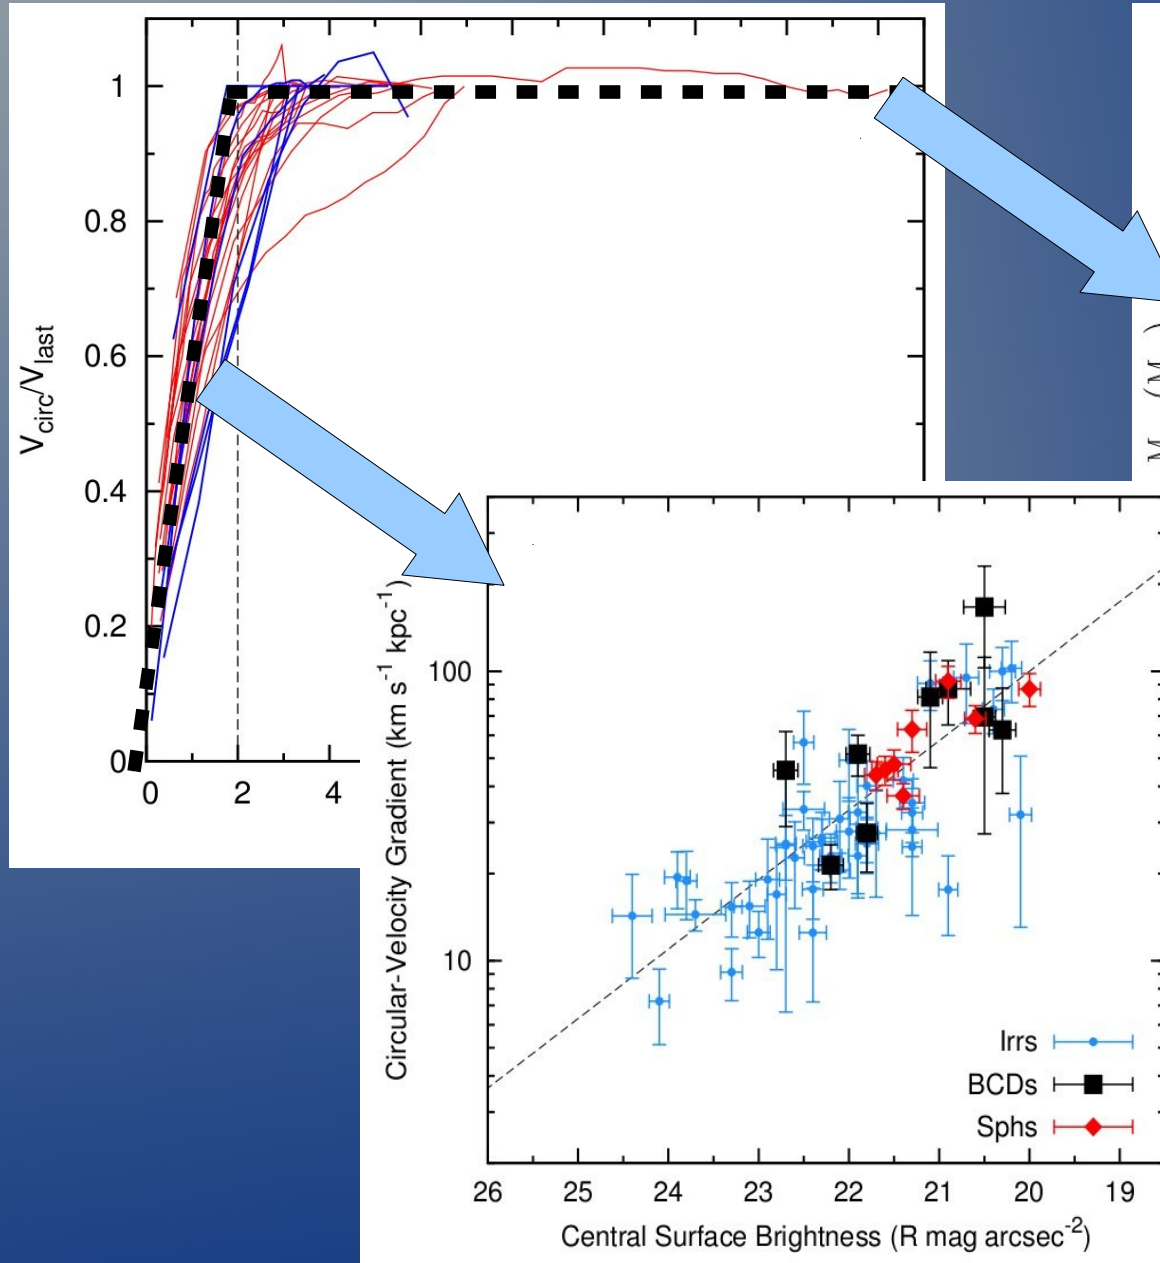 1
0.8
0.6
0.4
0.2
0
V_circ/V_last
0 2 4
M (M )
Circular-Velocity Gradient (km s⁻¹ kpc⁻¹)
100
10
Irrs
BCDs
Sphs
26 25 24 23 22 21 20 19
Central Surface Brightness (R mag arcsec⁻²)